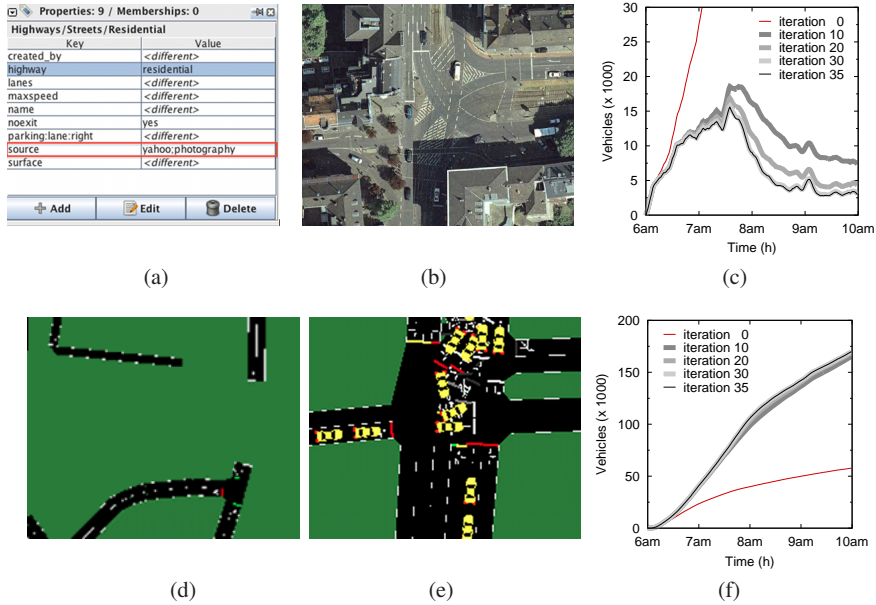 Properties: 9 / Memberships: 0
Highways/Streets/Residential
Key Value
created_by <different>
highway residential
lanes <different>
maxspeed <different>
name <different>
noexit yes
parking:lane:right <different>
source yahoo;photography
surface <different>
Add Edit Delete
(a)
(b)
Vehicles (x 1000)
30
25
20
15
10
5
0
iteration 0
iteration 10
iteration 20
iteration 30
iteration 35
6am 7am 8am 9am 10am
Time (h)
(c)
(d)
(e)
Vehicles (x 1000)
200
150
100
50
0
iteration 0
iteration 10
iteration 20
iteration 30
iteration 35
6am 7am 8am 9am 10am
Time (h)
(f)